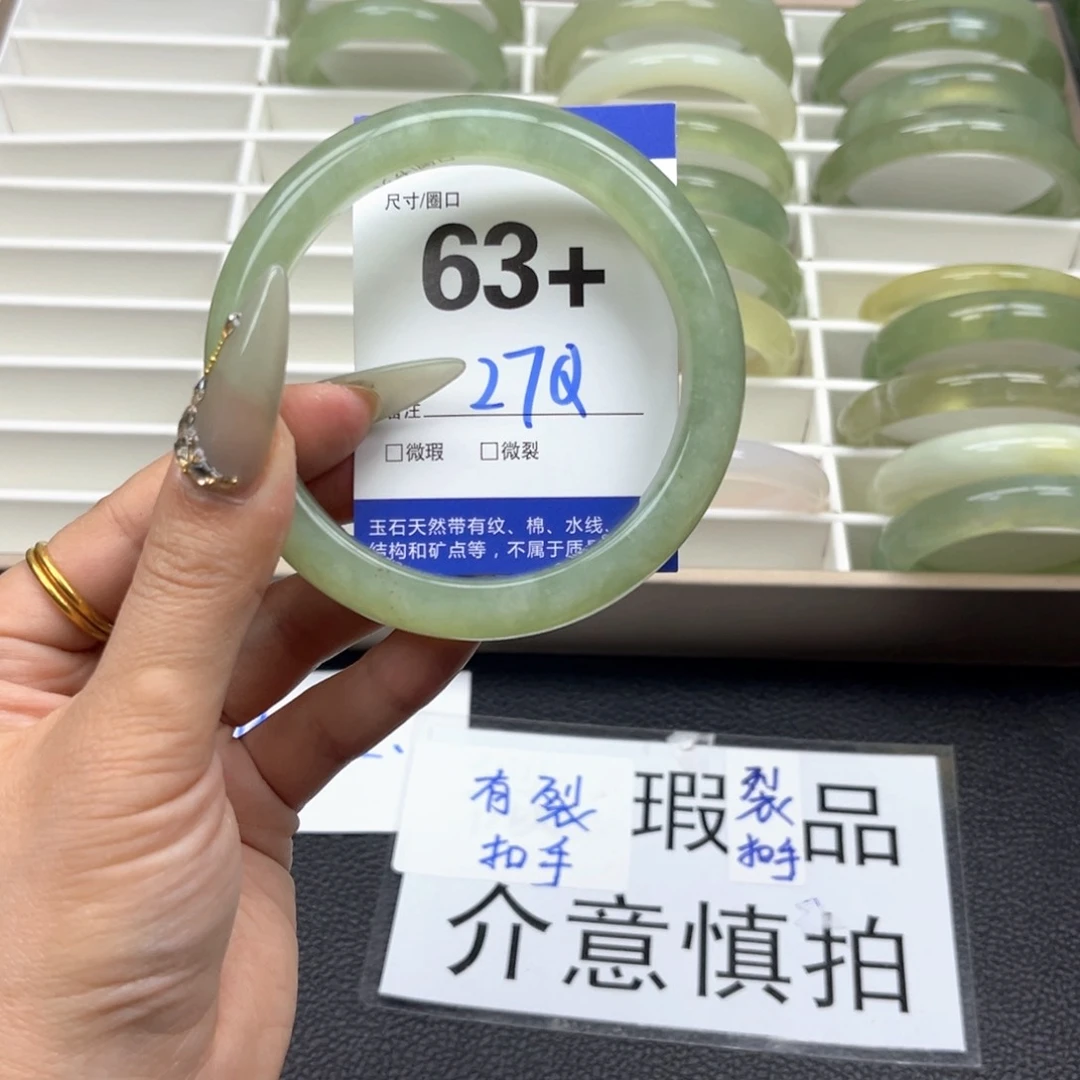 尺寸/圈口
63+
27Q
备注
□微瑕 □微裂
玉石天然带有纹、棉、水线、
结构和矿点等，不属于质
有裂 瑕 裂 品
扣手 扣手
介意慎拍